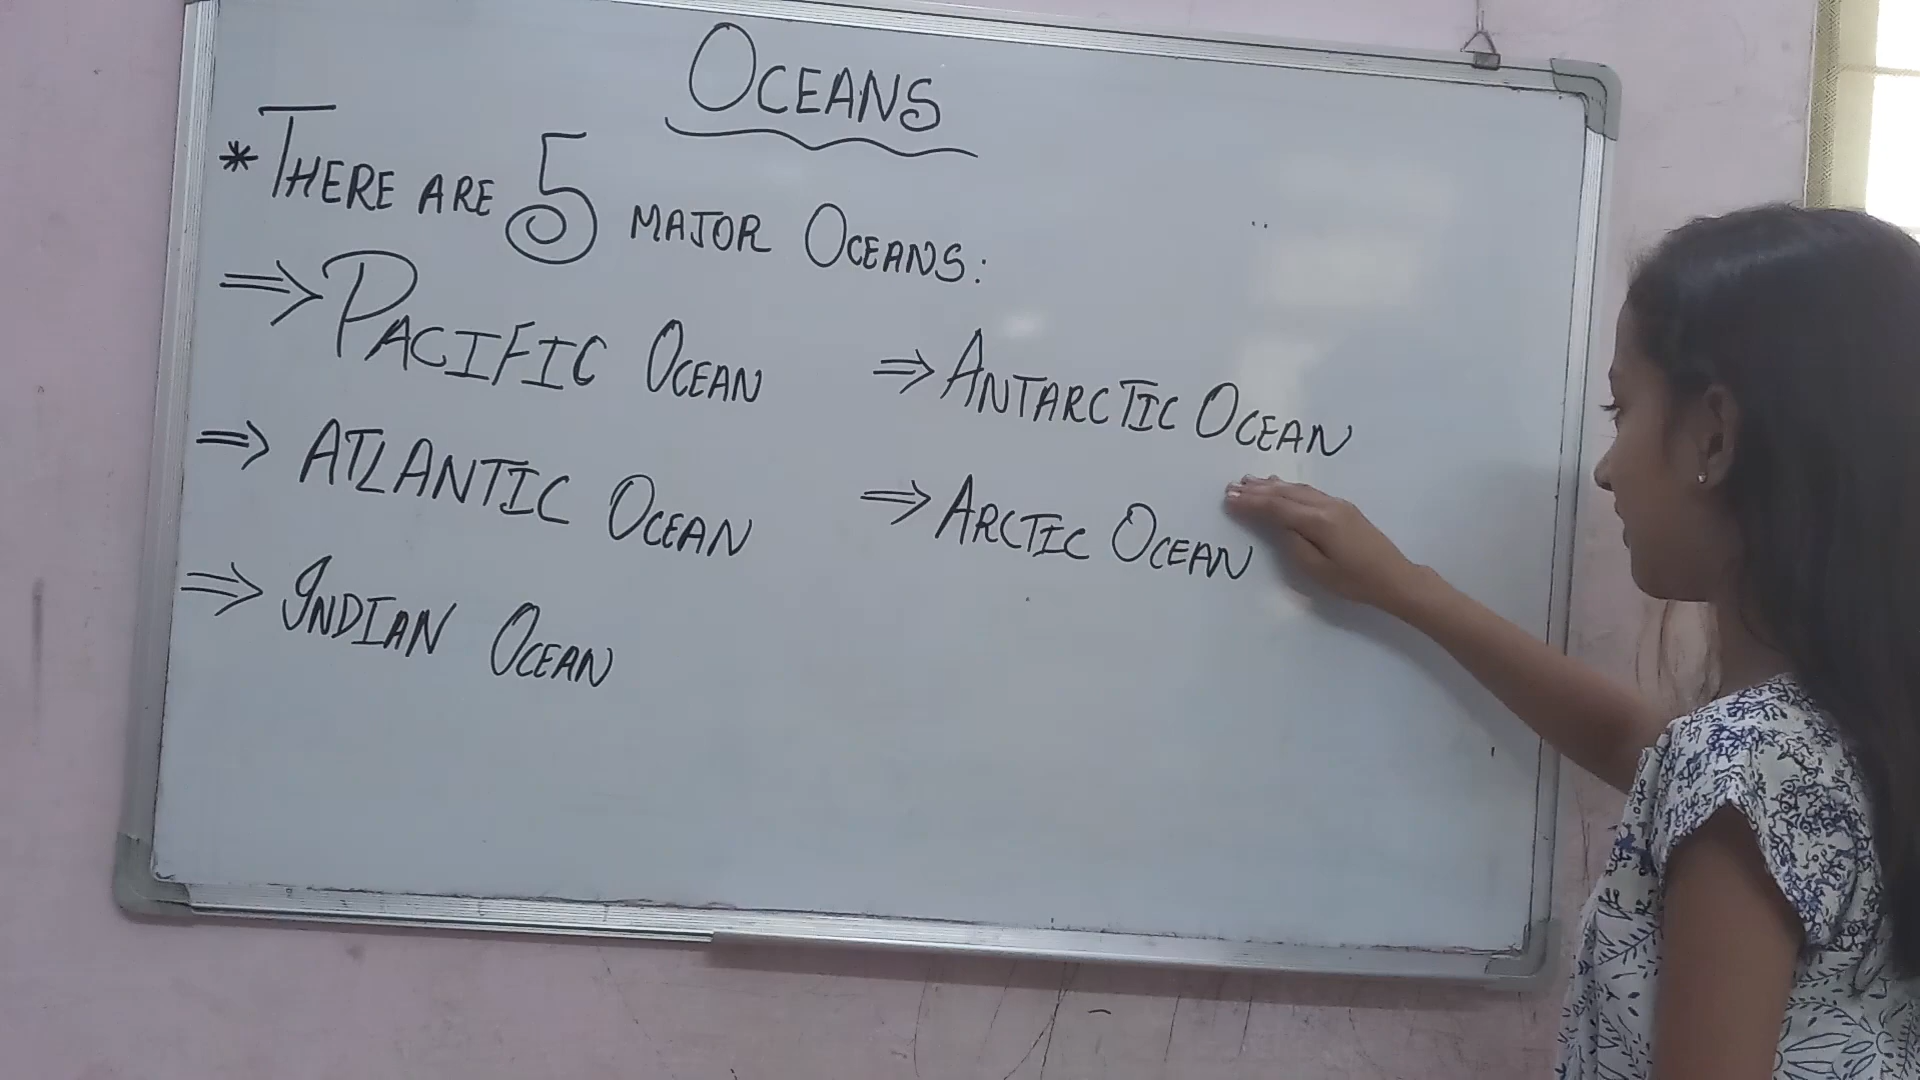 OCEANS
* THERE ARE 5 MAJOR OCEANS:
⇒ PACIFIC OCEAN
⇒ ATLANTIC OCEAN
⇒ INDIAN OCEAN
⇒ ANTARCTIC OCEAN
⇒ ARCTIC OCEAN